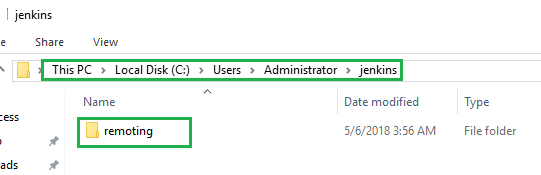 jenkins
Share View
This PC Local Disk (C:) Users Administrator jenkins
Name Date modified Type
remoting 5/6/2018 3:56 AM File folder